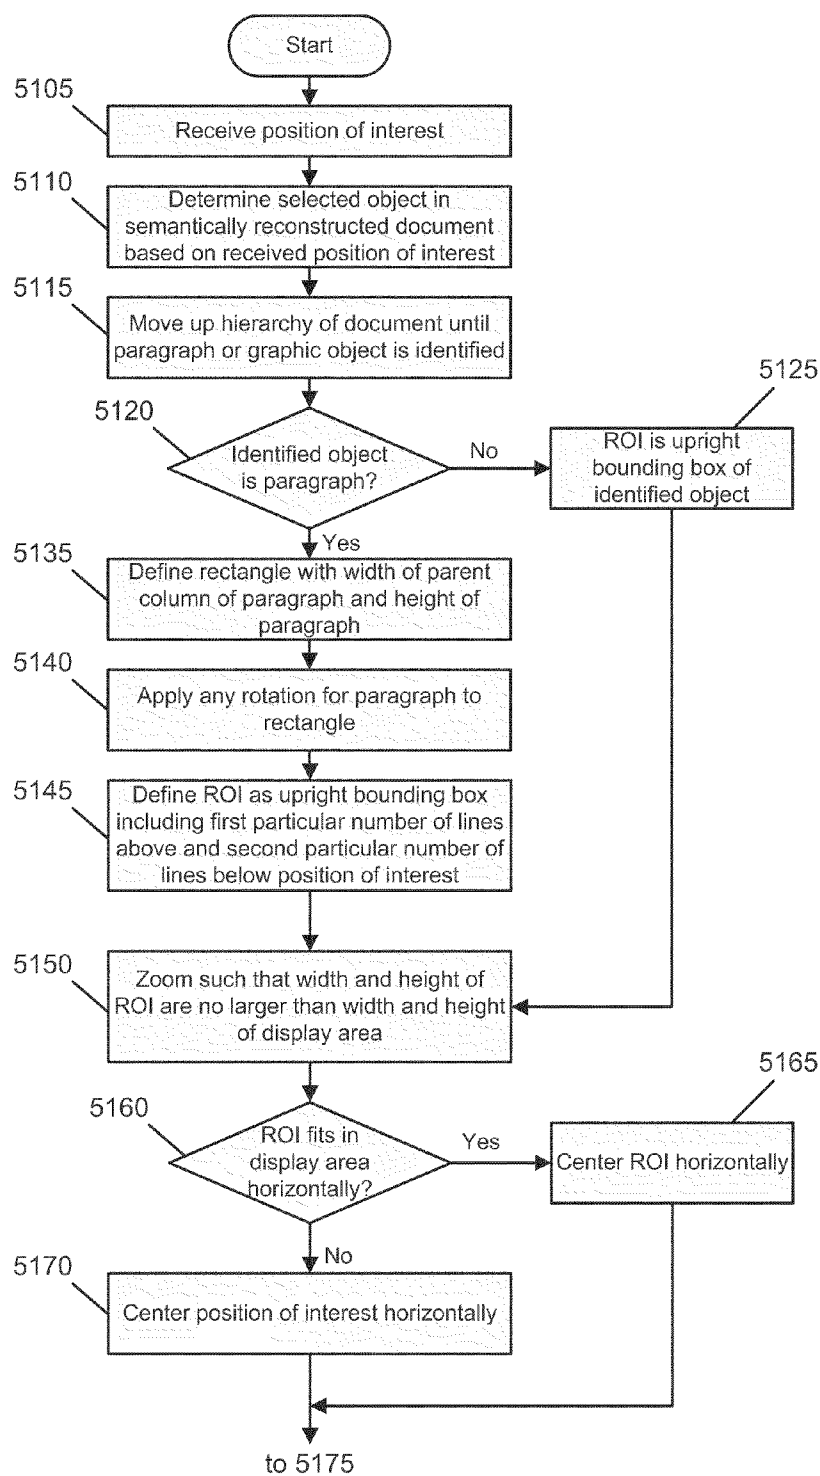 Start
5105
Receive position of interest
5110
Determine selected object in
semantically reconstructed document
based on received position of interest
5115
Move up hierarchy of document until
paragraph or graphic object is identified
5120
Identified object
is paragraph?
No
5125
ROI is upright
bounding box of
identified object
Yes
5135
Define rectangle with width of parent
column of paragraph and height of
paragraph
5140
Apply any rotation for paragraph to
rectangle
5145
Define ROI as upright bounding box
including first particular number of lines
above and second particular number of
lines below position of interest
5150
Zoom such that width and height of
ROI are no larger than width and height
of display area
5160
ROI fits in
display area
horizontally?
Yes
5165
Center ROI horizontally
No
5170
Center position of interest horizontally
to 5175